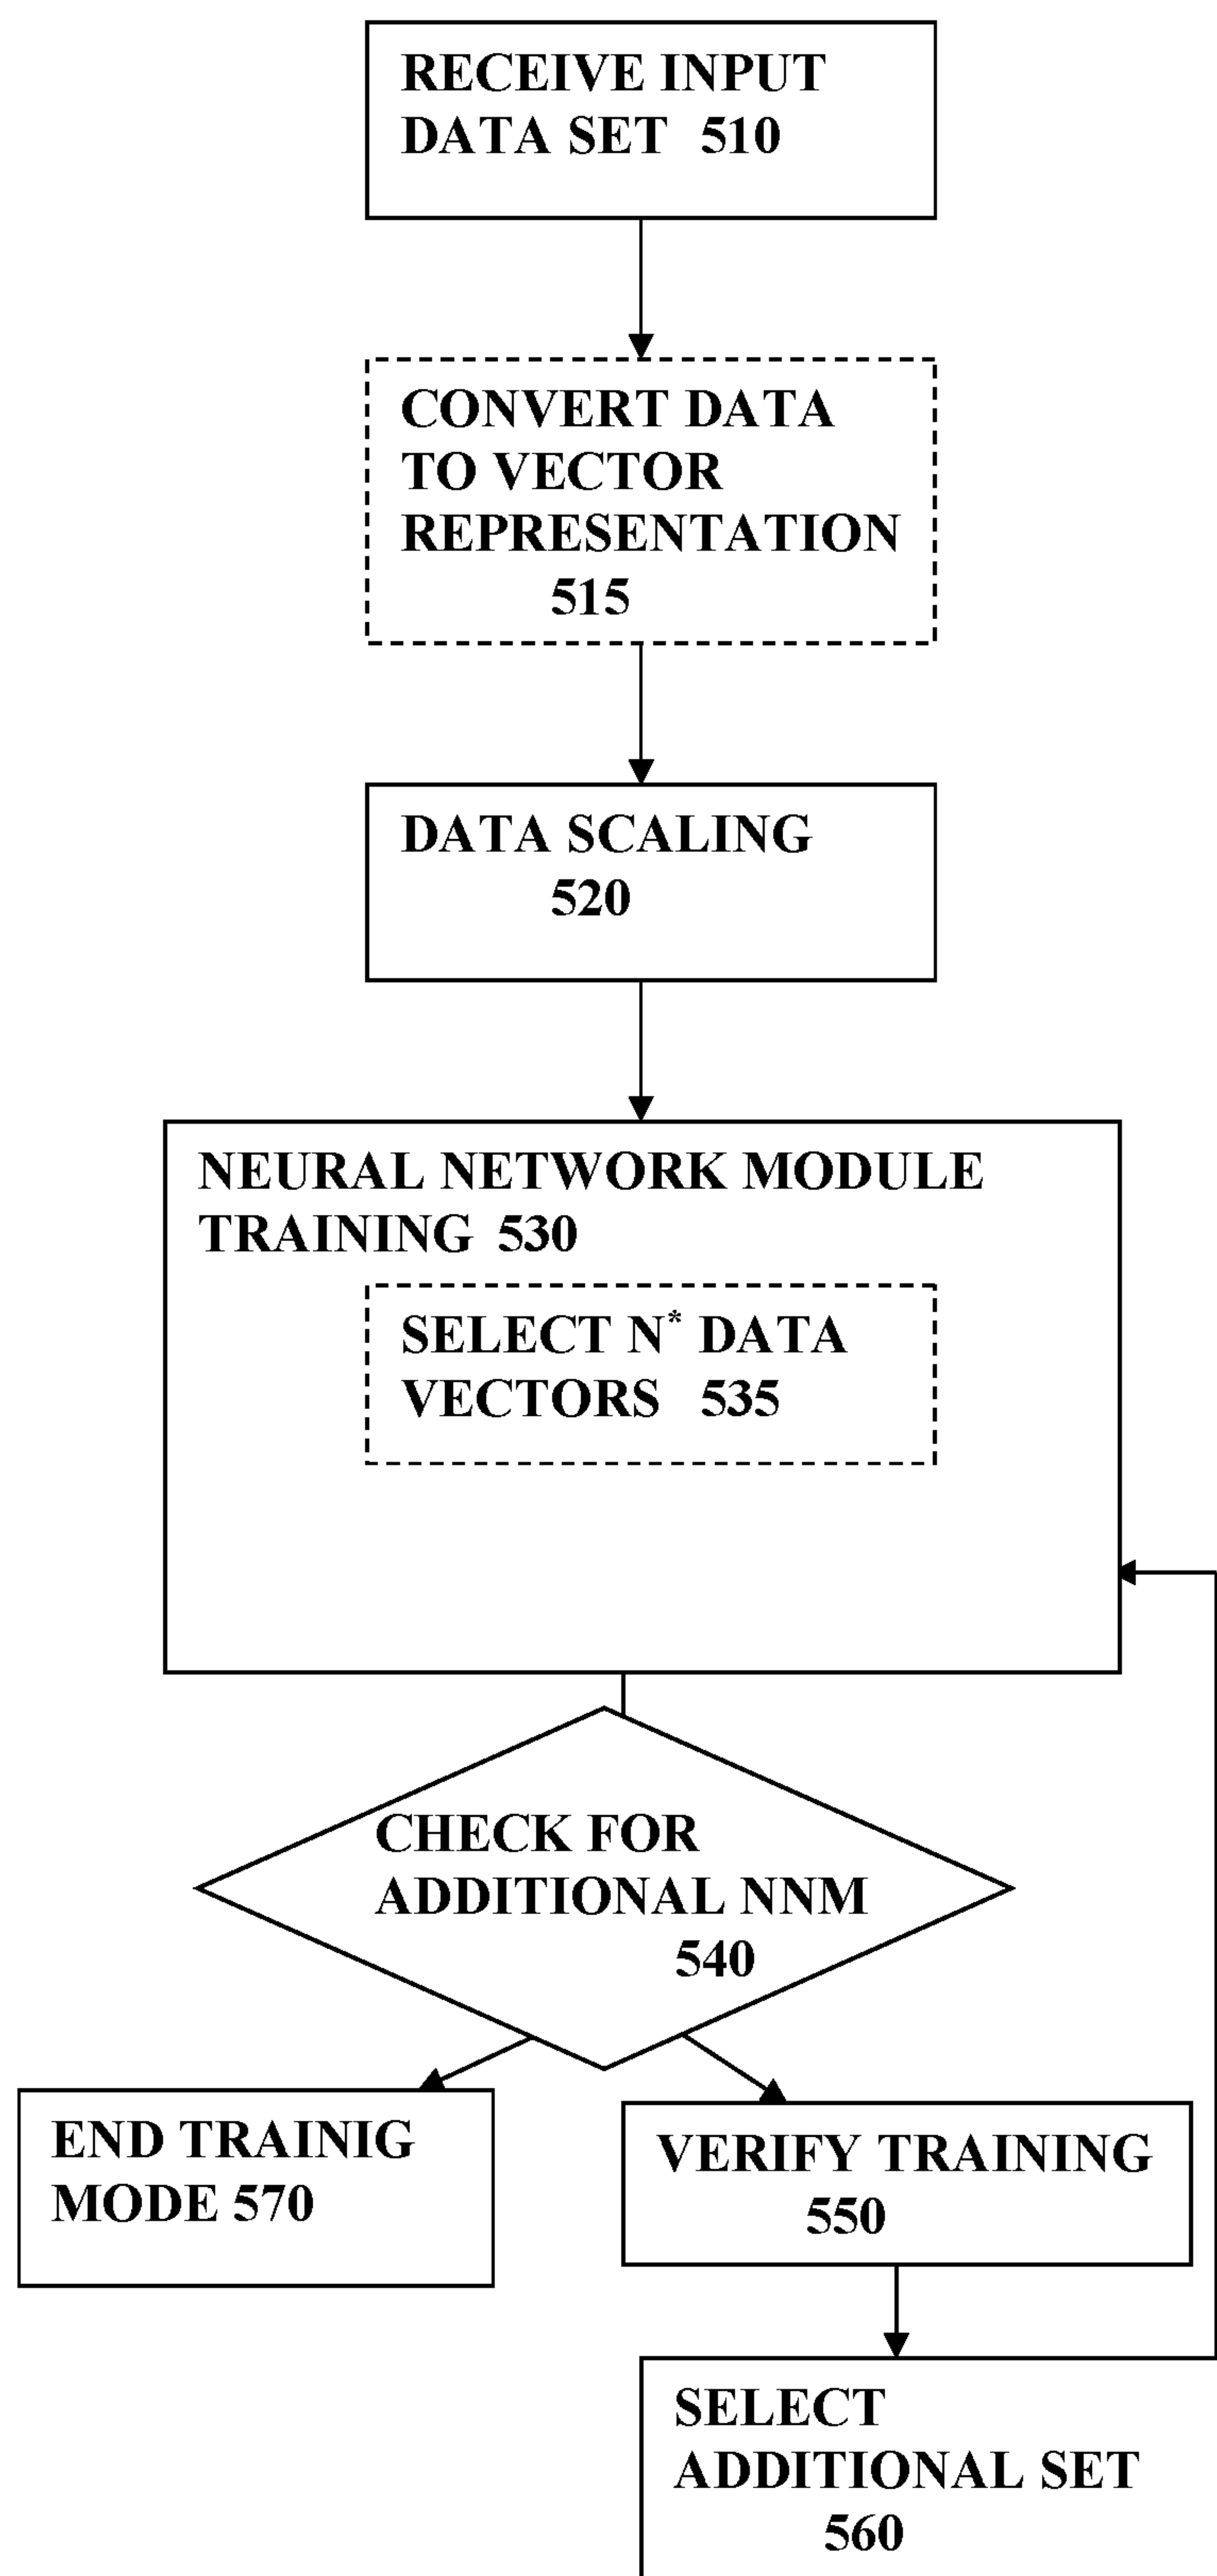 RECEIVE INPUT
DATA SET 510
CONVERT DATA
TO VECTOR
REPRESENTATION
515
DATA SCALING
520
NEURAL NETWORK MODULE
TRAINING 530
SELECT N* DATA
VECTORS 535
CHECK FOR
ADDITIONAL NNM
540
END TRAINIG
MODE 570
VERIFY TRAINING
550
SELECT
ADDITIONAL SET
560